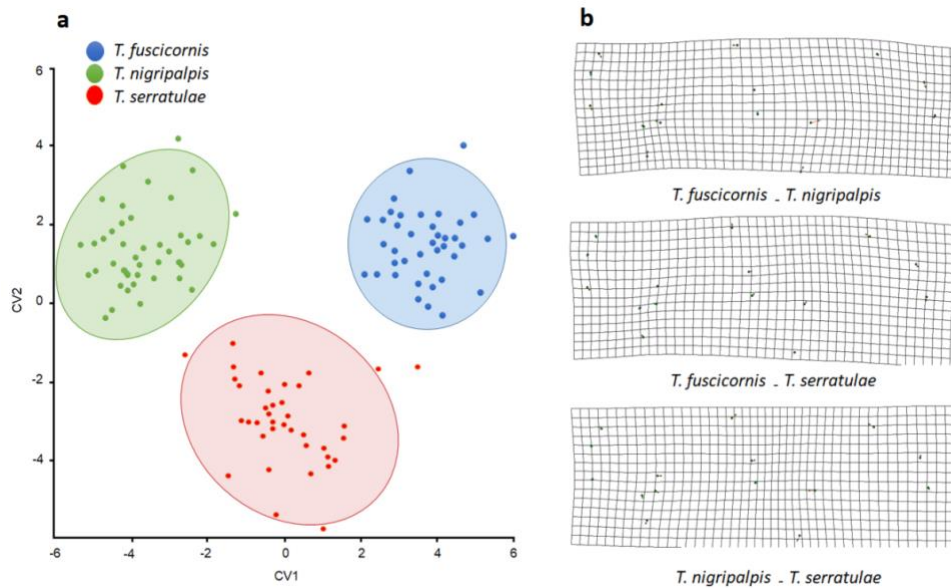 a
T. fuscicornis
T. nigripalpis
T. serratulae
6
4
2
0
-2
-4
CV2
-6
-4
-2
0
2
4
6
CV1
b
T. fuscicornis - T. nigripalpis
T. fuscicornis - T. serratulae
T. nigripalpis - T. serratulae